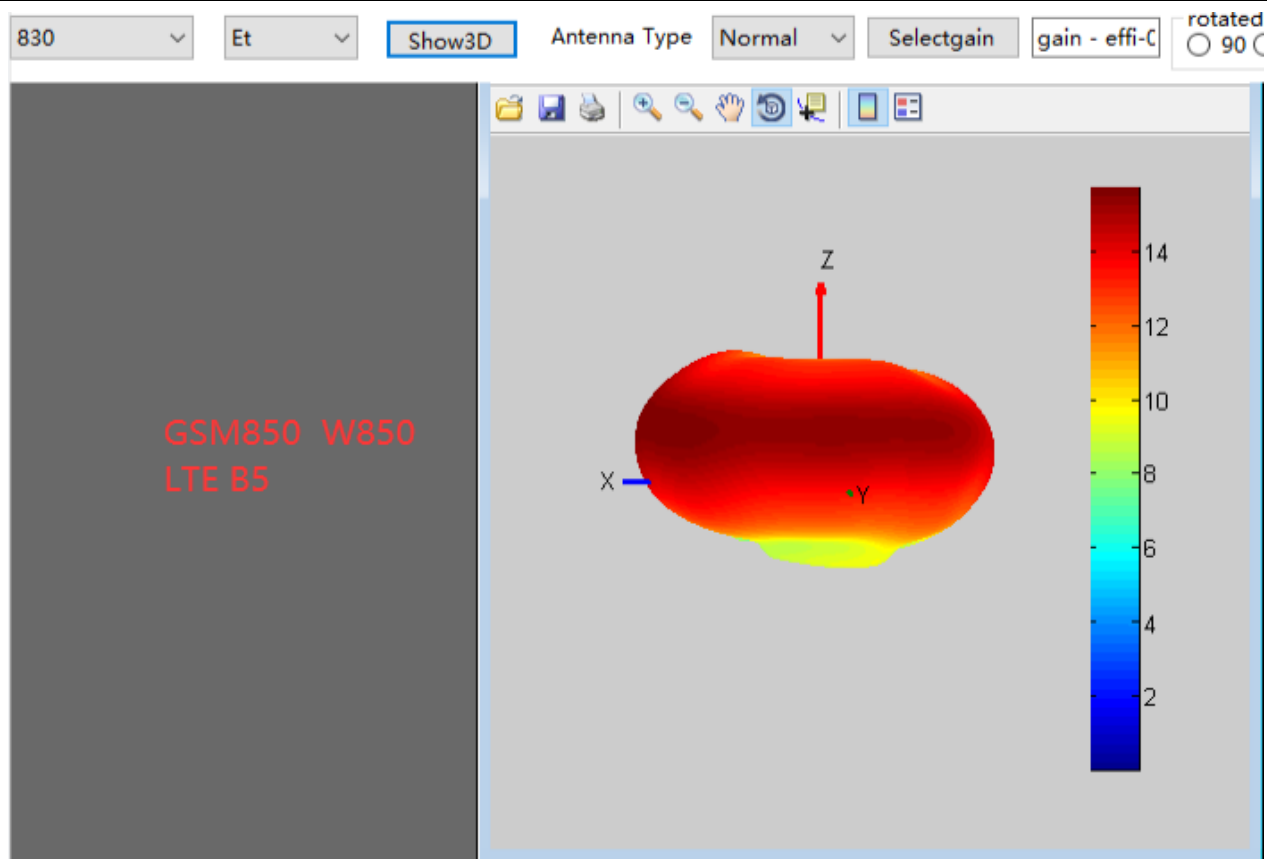 830
Et
Show3D
Antenna Type
Normal
Selectgain
gain - effi-
rotated
90
GSM850 W850
LTE B5
Z
X
Y
14
12
10
8
6
4
2